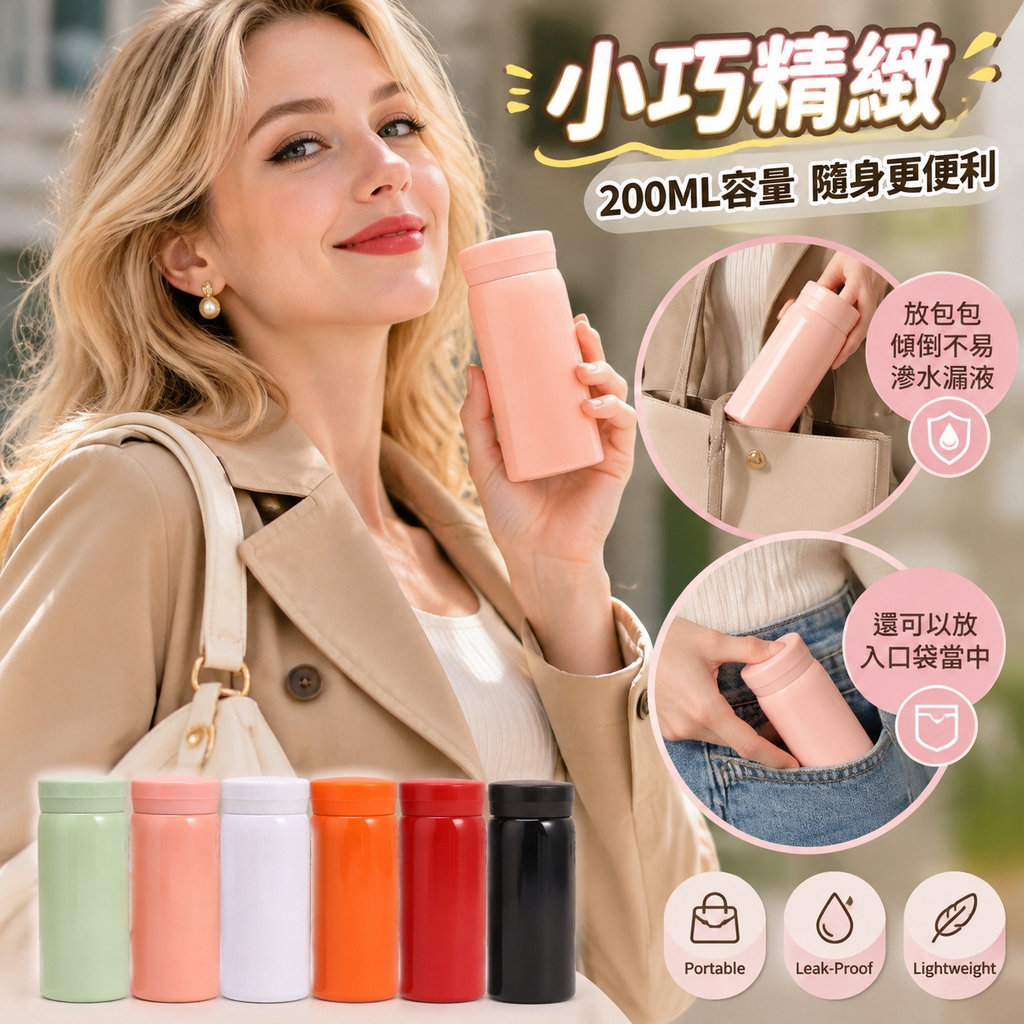 小巧精緻
200ML容量 隨身更便利
放包包
傾倒不易
滲水漏液
還可以放
入口袋當中
Portable
Leak-Proof
Lightweight